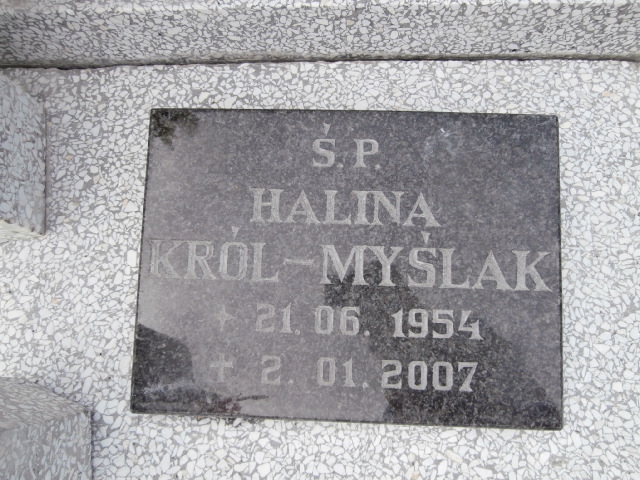 Ś.P.
HALINA
KRÓL-MYŚLAK
21.06.1954
✝ 2.01.2007